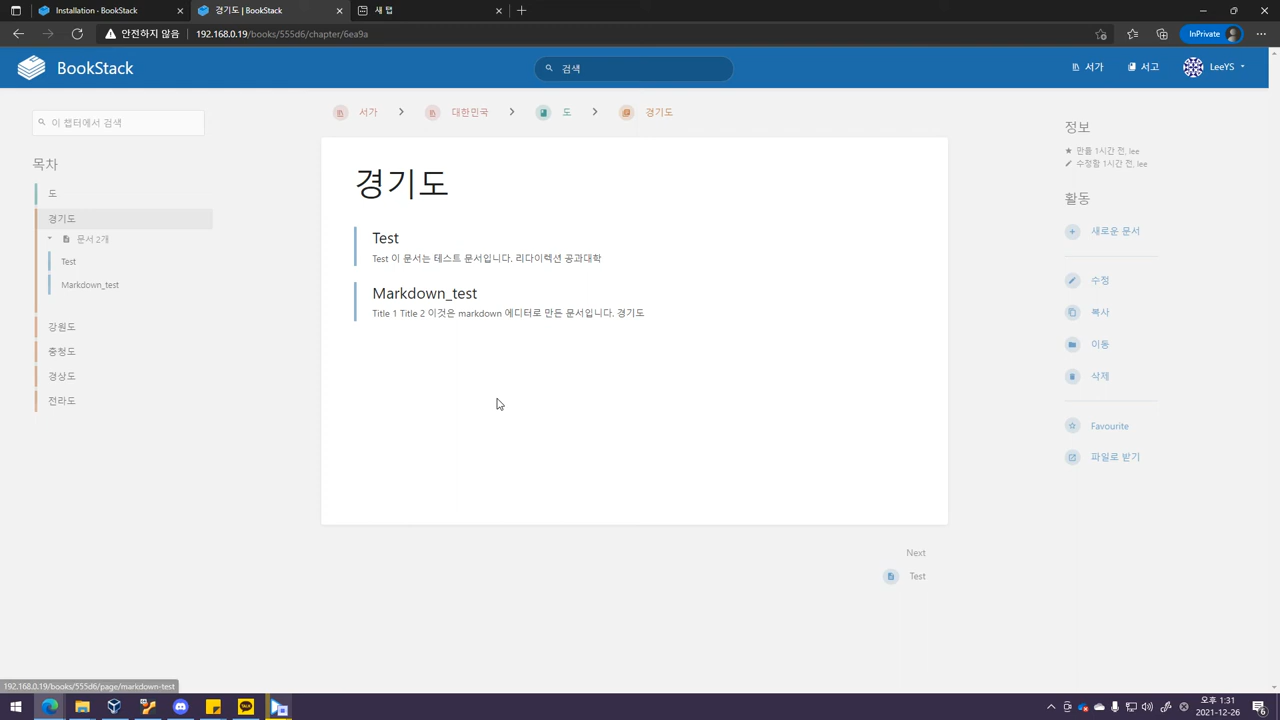 Installation · BookStack
경기도 | BookStack
새 탭
안전하지 않음
192.168.0.19/books/555d6/chapter/6ea9a
InPrivate
BookStack
검색
서가
서고
LeeYS
이 챕터에서 검색
목차
도
경기도
문서 2개
Test
Markdown_test
강원도
충청도
경상도
전라도
서가
대한민국
도
경기도
경기도
Test
Test 이 문서는 테스트 문서입니다. 리다이렉션 공과대학
Markdown_test
Title 1 Title 2 이것은 markdown 에디터로 만든 문서입니다. 경기도
Next
Test
정보
만듦 1시간 전, lee
수정함 1시간 전, lee
활동
새로운 문서
수정
복사
이동
삭제
Favourite
파일로 받기
192.168.0.19/books/555d6/page/markdown-test
TALK
오후 1:31
2021-12-26
6